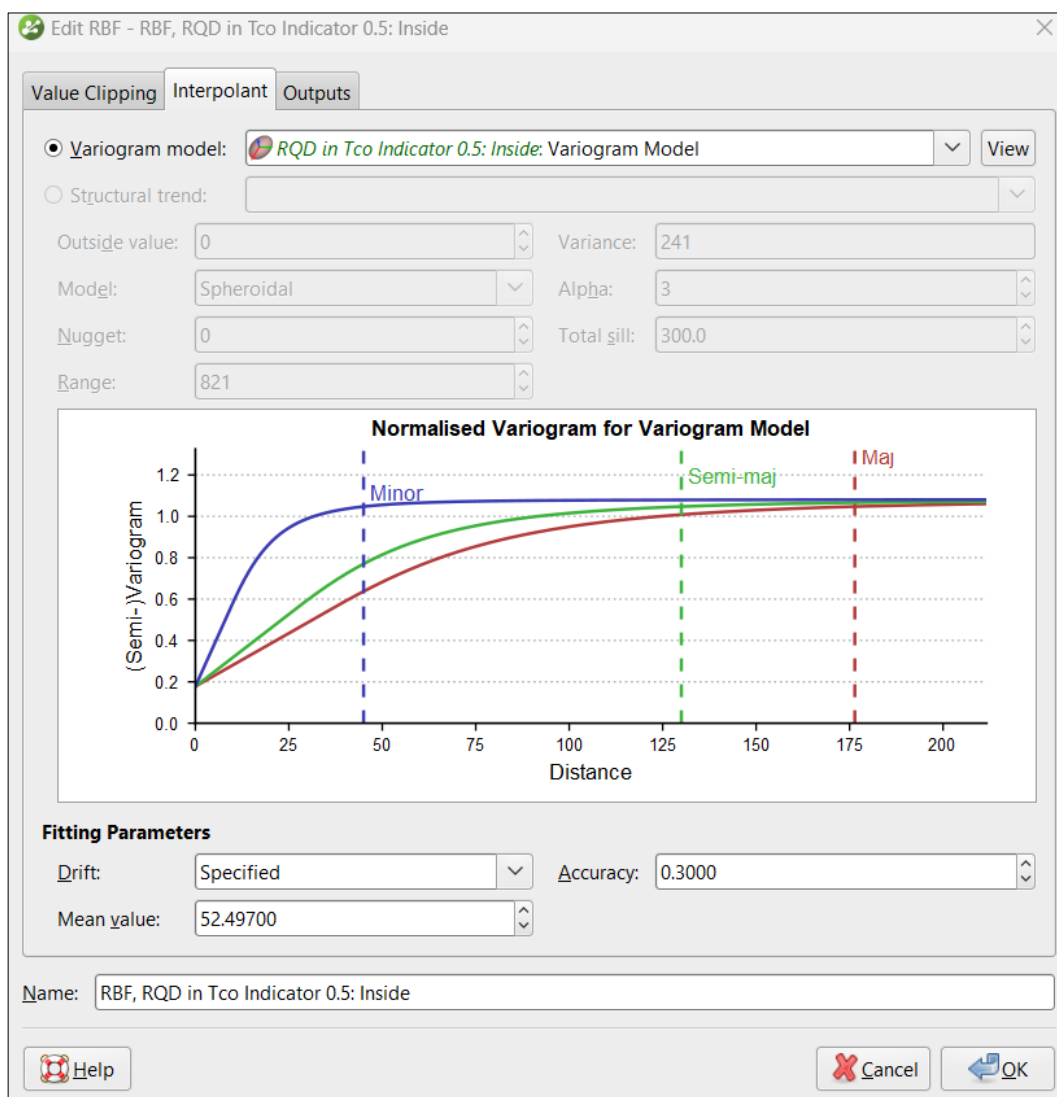 Edit RBF - RBF, RQD in Tco Indicator 0.5: Inside
Value Clipping Interpolant Outputs
Variogram model: RQD in Tco Indicator 0.5: Inside: Variogram Model View
Structural trend:
Outside value: 0 Variance: 241
Model: Spheroidal Alpha: 3
Nugget: 0 Total sill: 300.0
Range: 821
Normalised Variogram for Variogram Model
Maj
Semi-maj
Minor
1.2
1.0
0.8
0.6
0.4
0.2
0.0
(Semi-)Variogram
0 25 50 75 100 125 150 175 200
Distance
Fitting Parameters
Drift: Specified Accuracy: 0.3000
Mean value: 52.49700
Name: RBF, RQD in Tco Indicator 0.5: Inside
Help Cancel OK